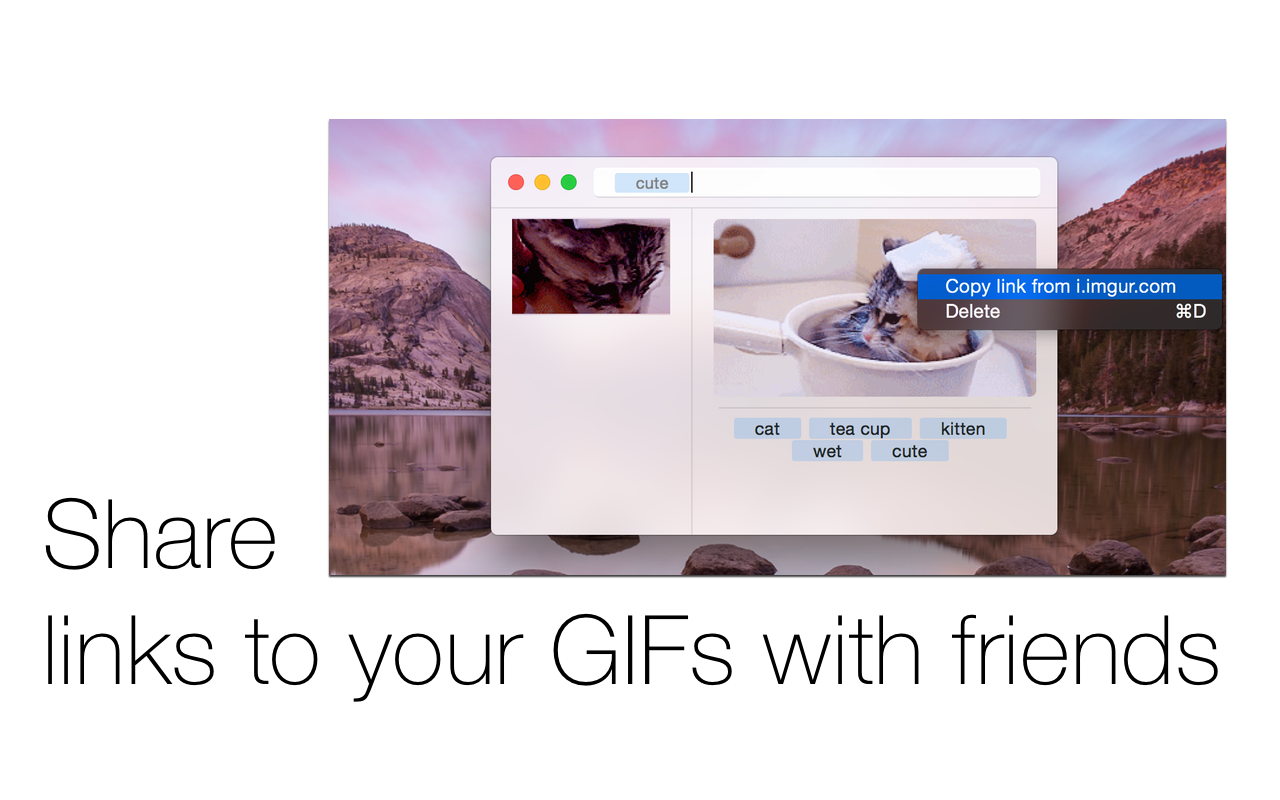 cute
Copy link from i.imgur.com
Delete ⌘D
cat tea cup kitten
wet cute
Share
links to your GIFs with friends